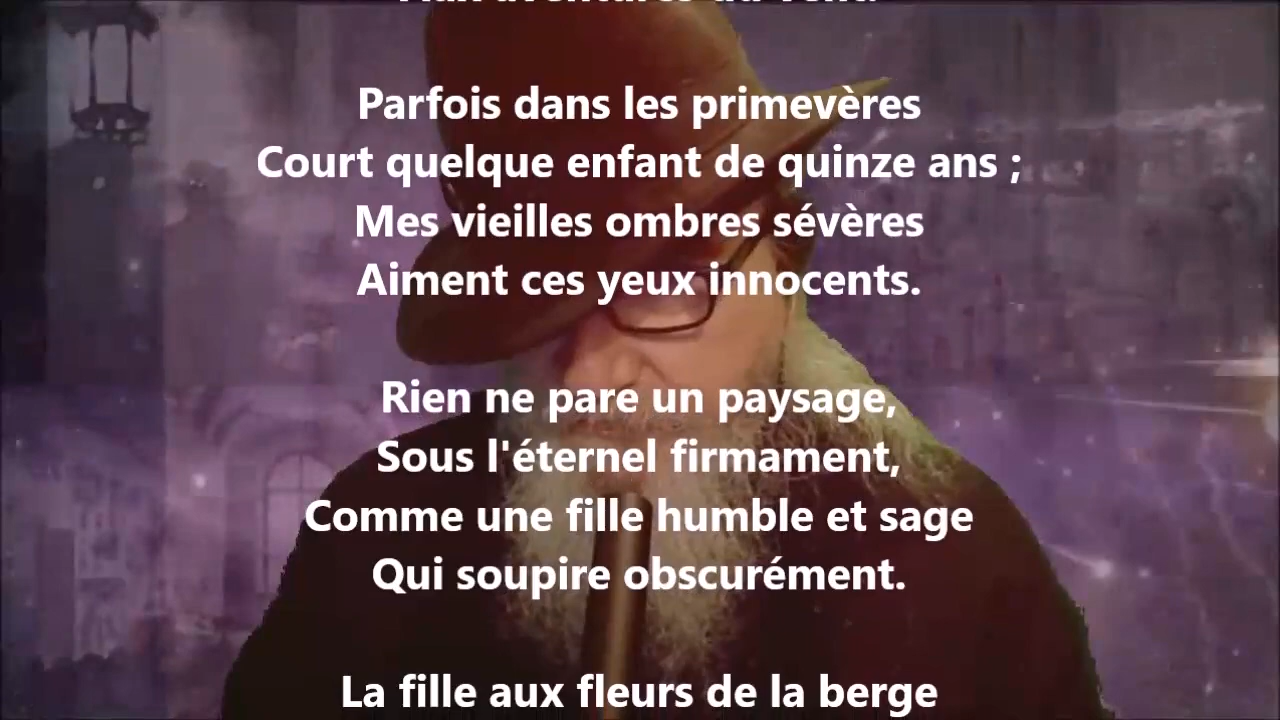 Parfois dans les primevères
Court quelque enfant de quinze ans ;
Mes vieilles ombres sévères
Aiment ces yeux innocents.
Rien ne pare un paysage,
Sous l'éternel firmament,
Comme une fille humble et sage
Qui soupire obscurément.
La fille aux fleurs de la berge